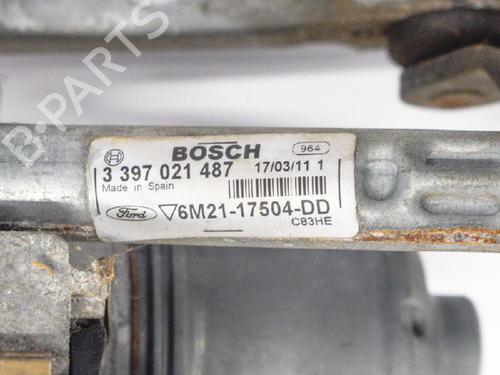 B-PARTS
BOSCH 964
3 397 021 487 17/03/11 1
Made in Spain
Ford ▽6M21-17504-DD
C83HE